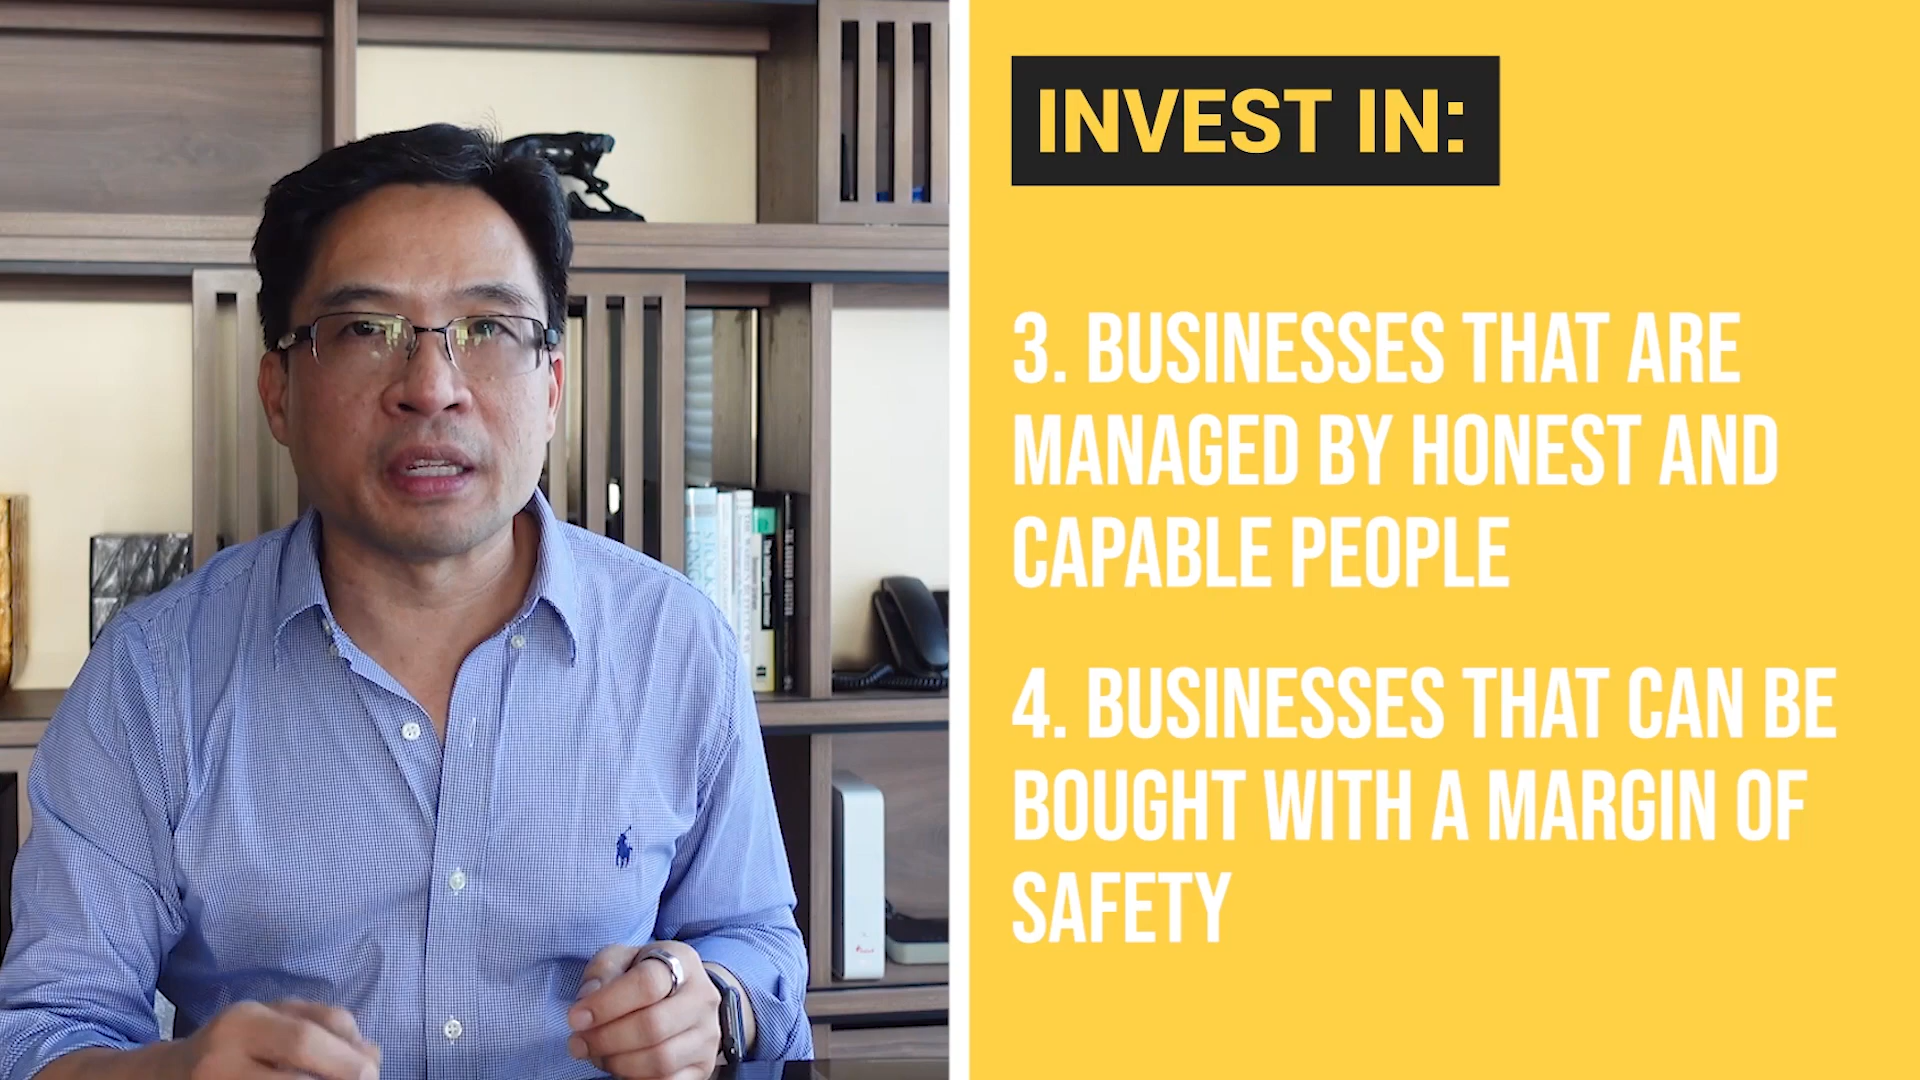 INVEST IN:
3. BUSINESSES THAT ARE
MANAGED BY HONEST AND
CAPABLE PEOPLE
4. BUSINESSES THAT CAN BE
BOUGHT WITH A MARGIN OF
SAFETY